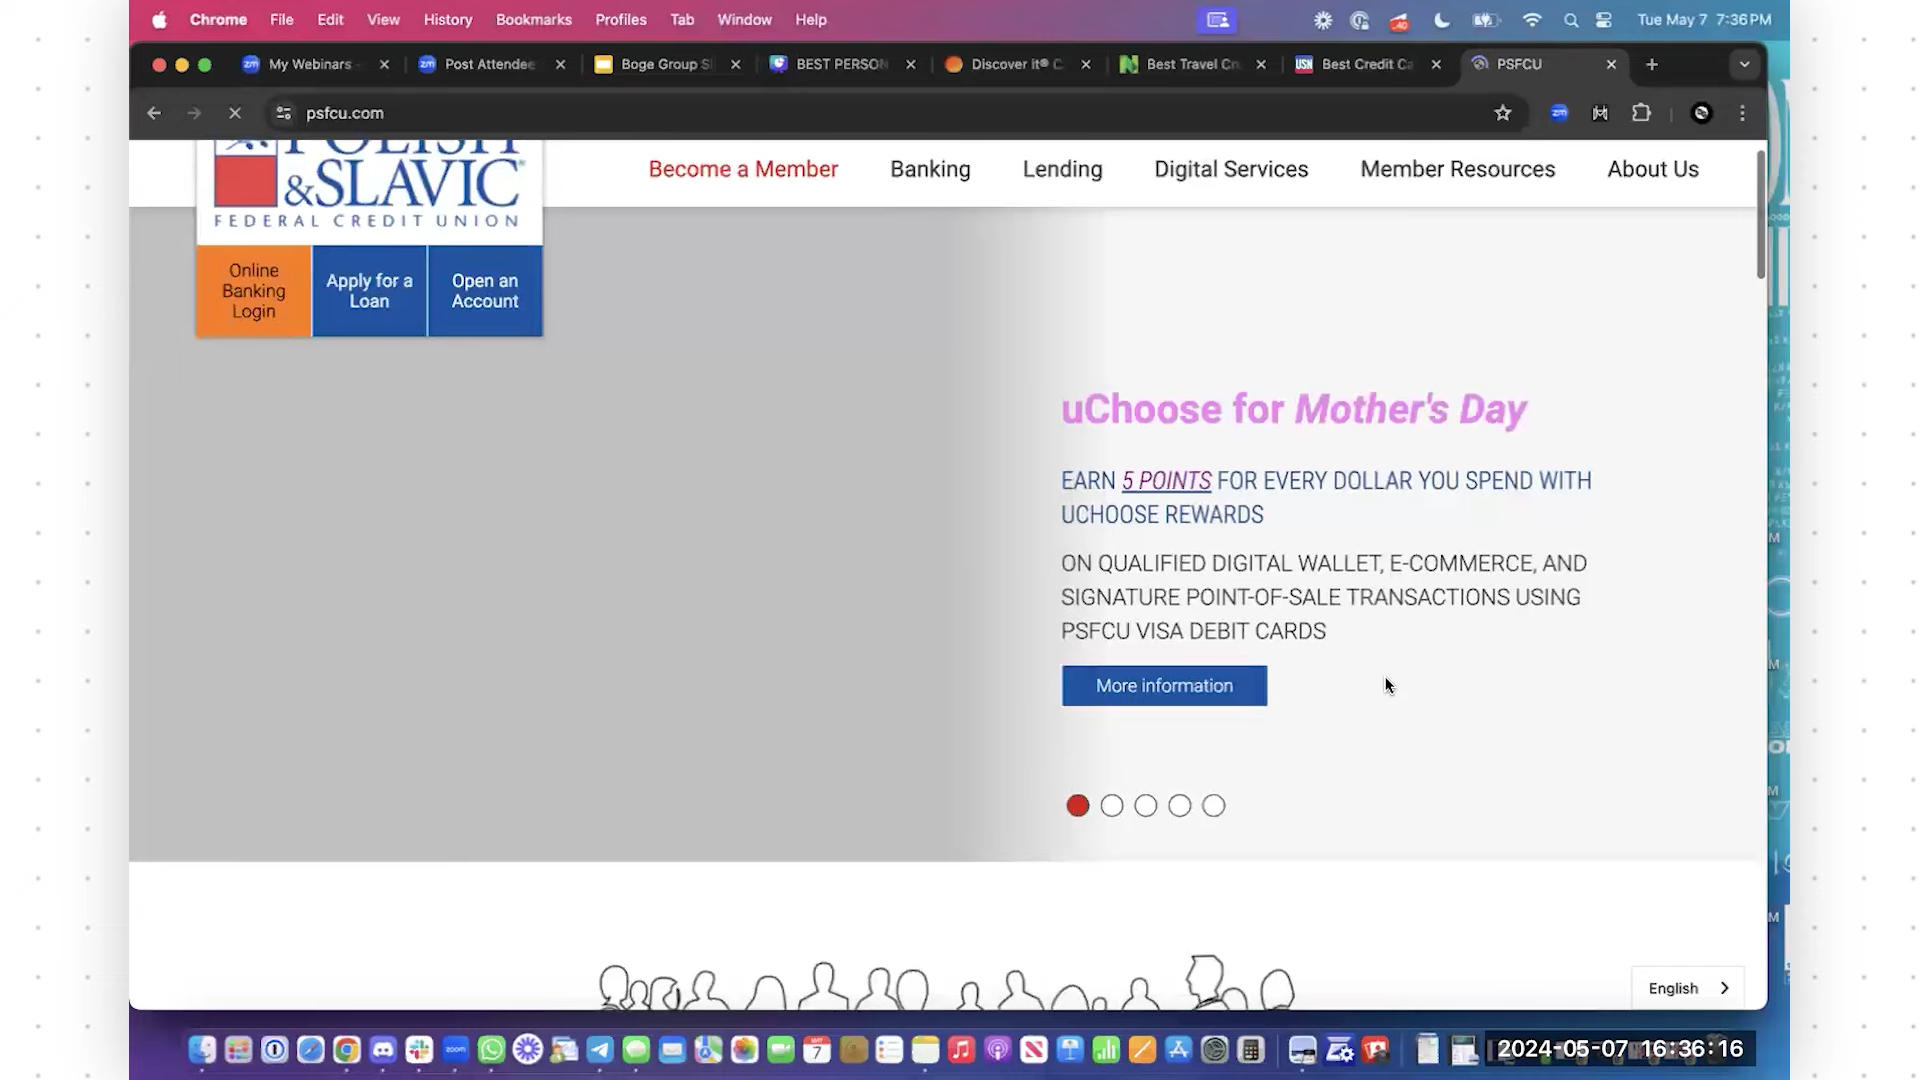 Chrome File Edit View History Bookmarks Profiles Tab Window Help
Tue May 7 7:36 PM
My Webinars
Post Attendee
Boge Group Sl
BEST PERSON
Discover it® C
Best Travel Cr
Best Credit Ca
PSFCU
psfcu.com
POLISH
&SLAVIC®
FEDERAL CREDIT UNION
Become a Member
Banking
Lending
Digital Services
Member Resources
About Us
Online
Banking
Login
Apply for a
Loan
Open an
Account
uChoose for Mother's Day
EARN 5 POINTS FOR EVERY DOLLAR YOU SPEND WITH
UCHOOSE REWARDS
ON QUALIFIED DIGITAL WALLET, E-COMMERCE, AND
SIGNATURE POINT-OF-SALE TRANSACTIONS USING
PSFCU VISA DEBIT CARDS
More information
English
zoom
2024-05-07 16:36:16